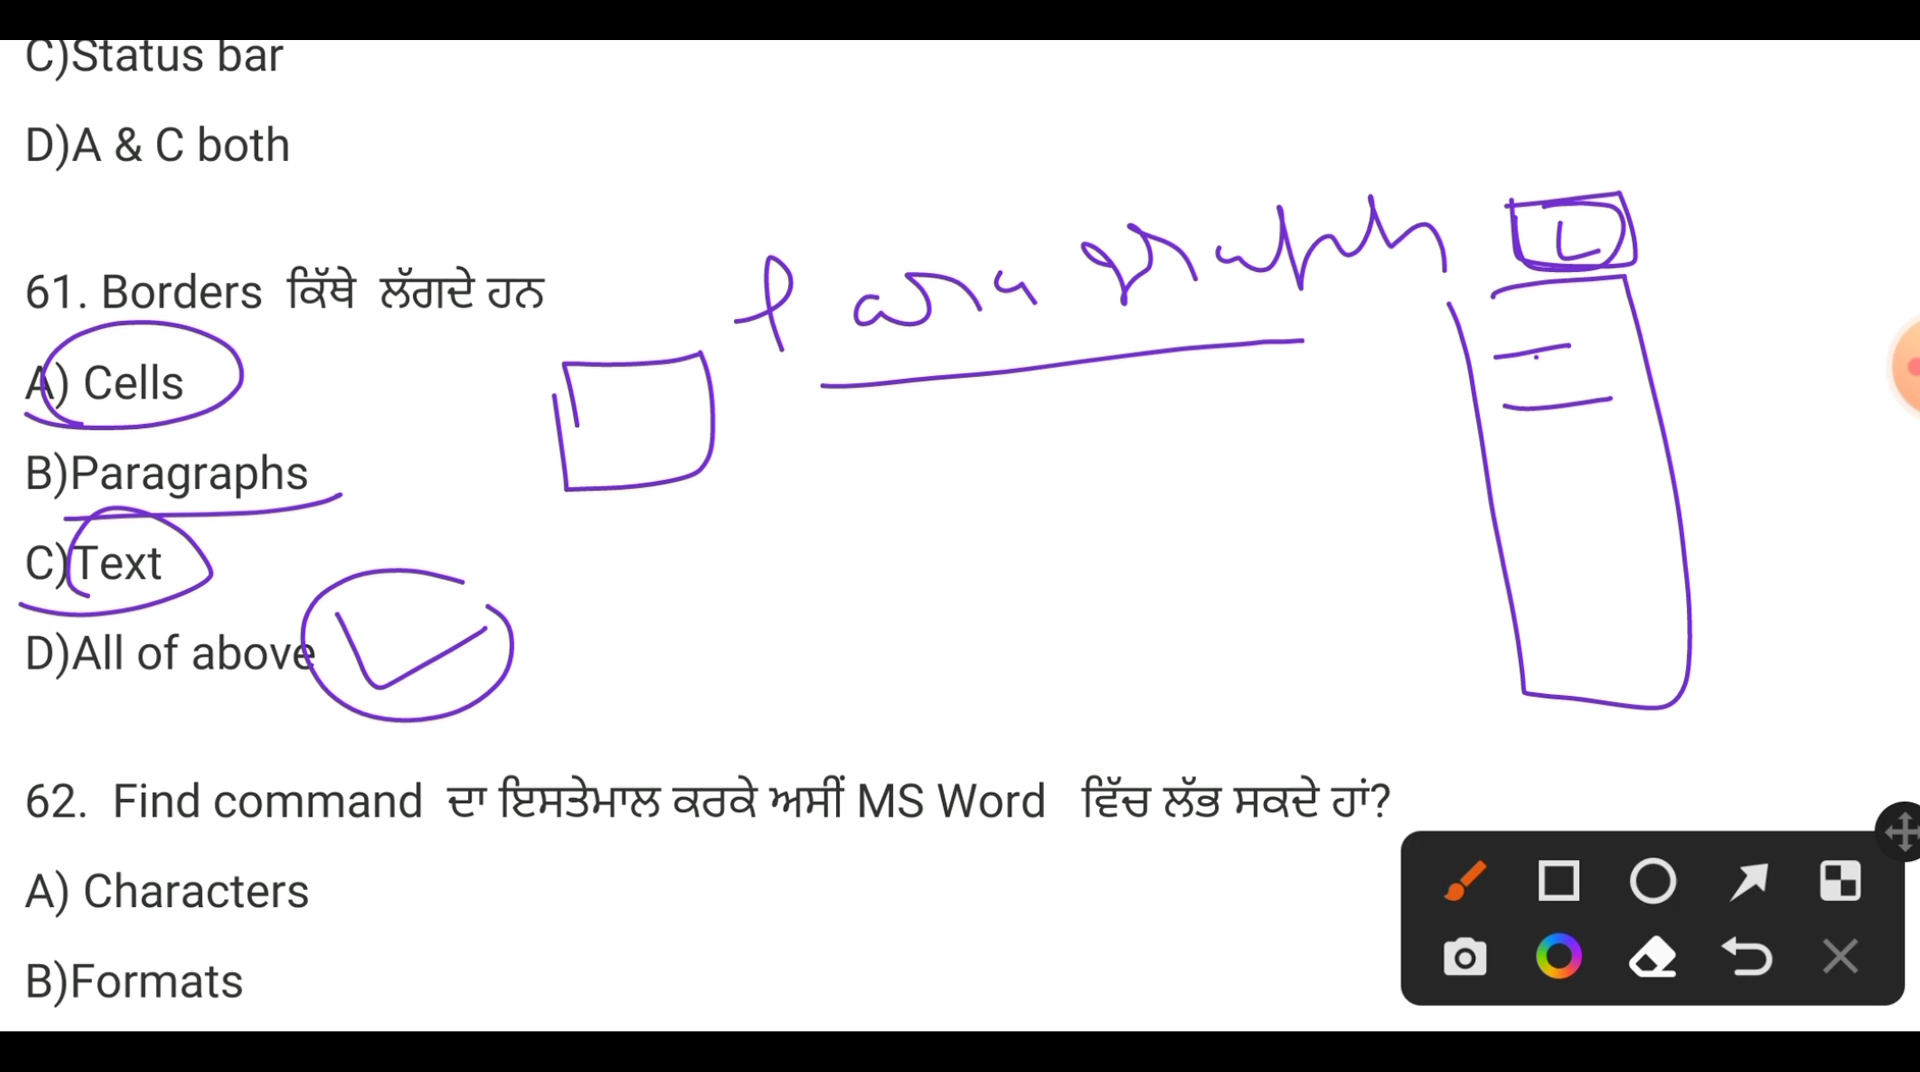 C)Status bar
D)A & C both
61. Borders ਕਿੱਥੇ ਲੱਗਦੇ ਹਨ
Paragraph
A) Cells
B)Paragraphs
C)Text
D)All of above
62. Find command ਦਾ ਇਸਤੇਮਾਲ ਕਰਕੇ ਅਸੀਂ MS Word ਵਿੱਚ ਲੱਭ ਸਕਦੇ ਹਾਂ?
A) Characters
B)Formats